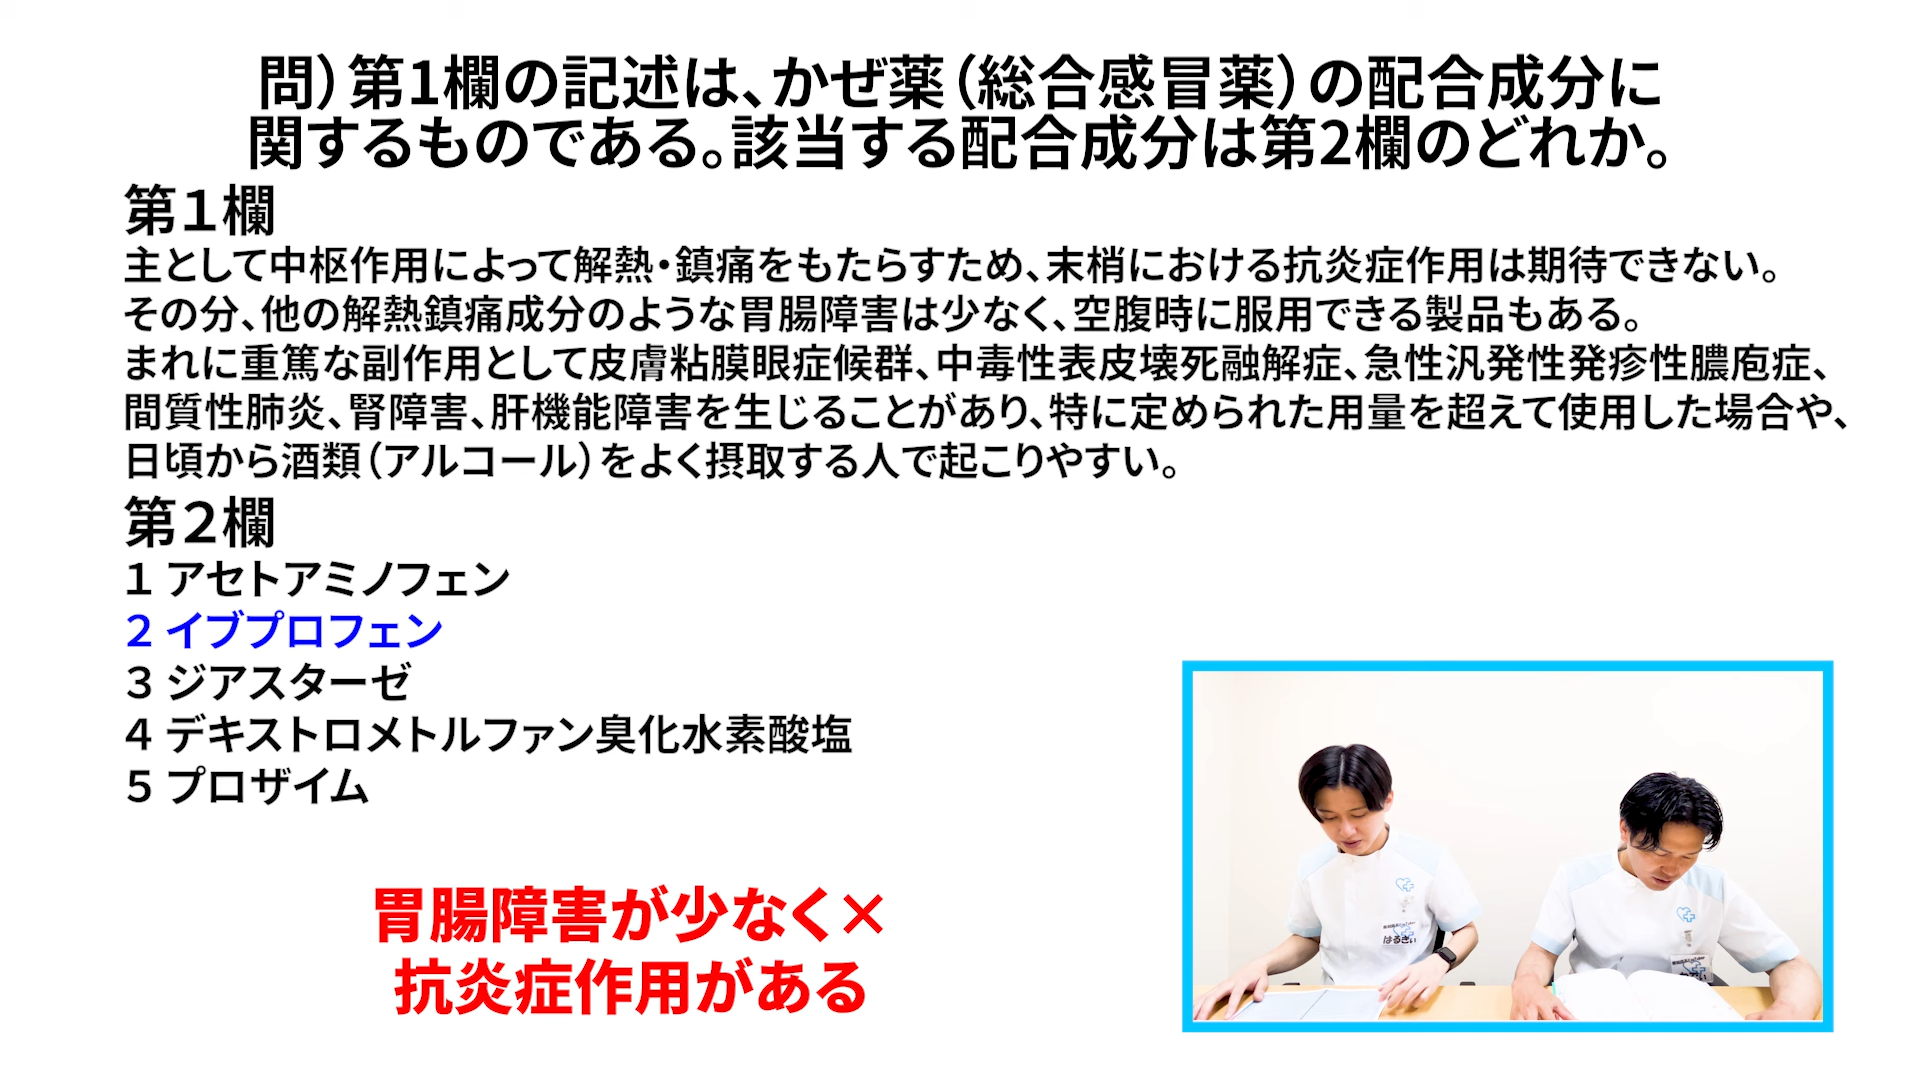 問）第1欄の記述は、かぜ薬（総合感冒薬）の配合成分に
関するものである。該当する配合成分は第2欄のどれか。
第１欄
主として中枢作用によって解熱・鎮痛をもたらすため、末梢における抗炎症作用は期待できない。
その分、他の解熱鎮痛成分のような胃腸障害は少なく、空腹時に服用できる製品もある。
まれに重篤な副作用として皮膚粘膜眼症候群、中毒性表皮壊死融解症、急性汎発性発疹性膿庖症、
間質性肺炎、腎障害、肝機能障害を生じることがあり、特に定められた用量を超えて使用した場合や、
日頃から酒類（アルコール）をよく摂取する人で起こりやすい。
第２欄
１ アセトアミノフェン
２ イブプロフェン
３ ジアスターゼ
４ デキストロメトルファン臭化水素酸塩
５ プロザイム
胃腸障害が少なく×
抗炎症作用がある
はるきぃ